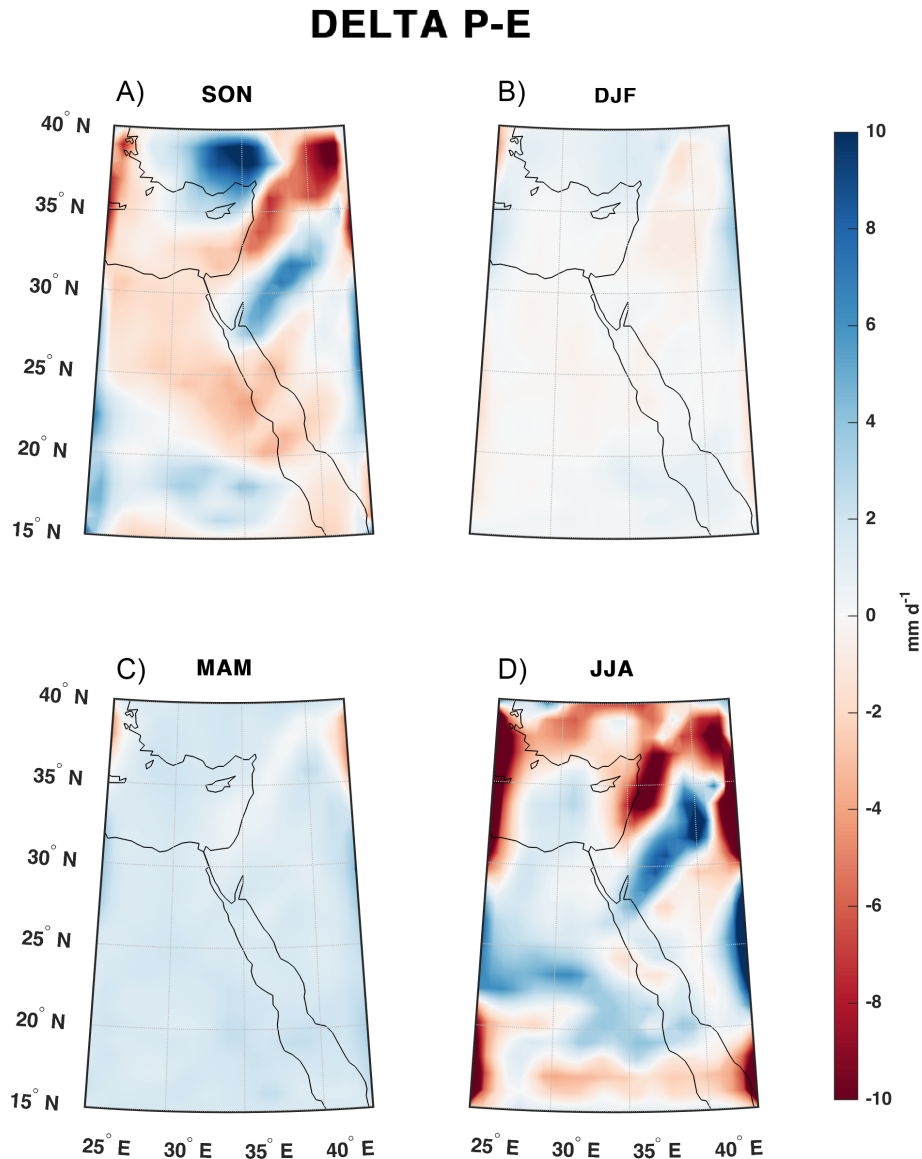 DELTA P-E
A) SON
B) DJF
40° N
35° N
30° N
25° N
20° N
15° N
C) MAM
D) JJA
40° N
35° N
30° N
25° N
20° N
15° N
25° E 30° E 35° E 40° E
25° E 30° E 35° E 40° E
10
8
6
4
2
0
-2
-4
-6
-8
-10
mm d-1